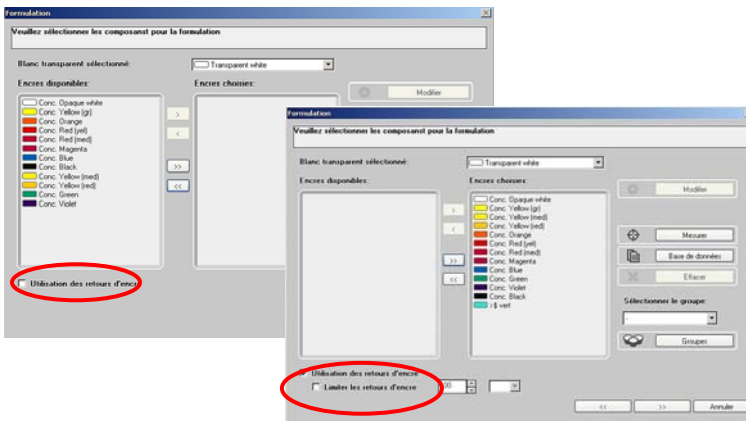 Formulation
Veuillez sélectionner les composanst pour la formulation
Blanc transparent sélectionné:
Transparent white
Encres disponibles:
Encres choisies:
Conc. Opaque white
Conc. Yellow (gr)
Conc. Orange
Conc. Red (yel)
Conc. Red (med)
Conc. Magenta
Conc. Blue
Conc. Black
Conc. Yellow (med)
Conc. Yellow (red)
Conc. Green
Conc. Violet
>
<
>>
<<
Modifier
Utilisation des retours d'encre
Formulation
Veuillez sélectionner les composanst pour la formulation
Blanc transparent sélectionné:
Transparent white
Encres disponibles:
Encres choisies:
Conc. Opaque white
Conc. Yellow (gr)
Conc. Yellow (med)
Conc. Yellow (red)
Conc. Orange
Conc. Red (yel)
Conc. Red (med)
Conc. Magenta
Conc. Blue
Conc. Green
Conc. Violet
Conc. Black
>$ vert
>
<
>>
<<
Modifier
Mesurer
Base de données
Effacer
Sélectionner le groupe:
-
Groupes
Utilisation des retours d'encre
Limiter les retours d'encre
<<
>>
Annuler